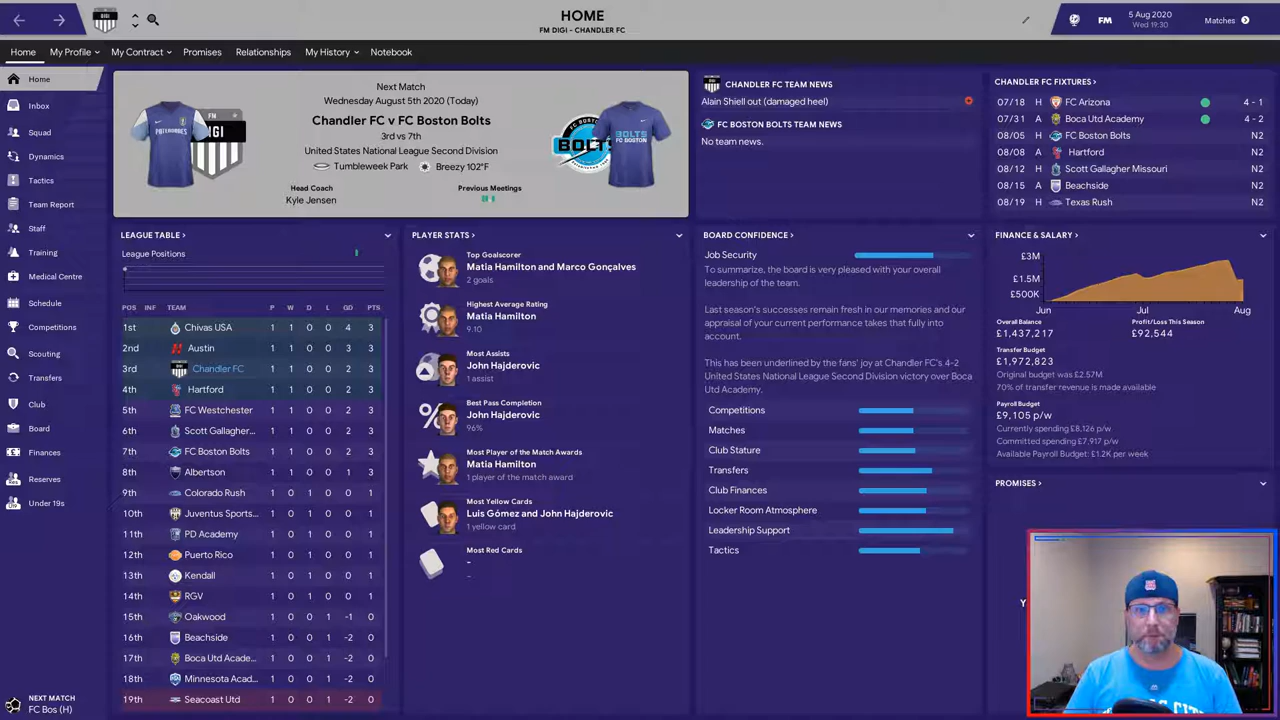 HOME
FM DIGI - CHANDLER FC
FM
5 Aug 2020
Wed 19:30
Matches
Home
My Profile
My Contract
Promises
Relationships
My History
Notebook
Home
Inbox
Squad
Dynamics
Tactics
Team Report
Staff
Training
Medical Centre
Schedule
Competitions
Scouting
Transfers
Club
Board
Finances
Reserves
Under 19s
NEXT MATCH
FC Bos (H)
Next Match
Wednesday August 5th 2020 (Today)
Chandler FC v FC Boston Bolts
3rd vs 7th
United States National League Second Division
Tumbleweek Park
Breezy 102°F
Head Coach
Kyle Jensen
Previous Meetings
DIGI
BOLTS
BOLTS
FC BOSTON
CHANDLER FC TEAM NEWS
Alain Shiell out (damaged heel)
FC BOSTON BOLTS TEAM NEWS
No team news.
CHANDLER FC FIXTURES >
07/18 H FC Arizona 4 - 1
07/31 A Boca Utd Academy 4 - 2
08/05 H FC Boston Bolts N2
08/08 A Hartford N2
08/12 H Scott Gallagher Missouri N2
08/15 A Beachside N2
08/19 H Texas Rush N2
LEAGUE TABLE >
League Positions
POS INF TEAM P W D L GD PTS
1st Chivas USA 1 1 0 0 4 3
2nd Austin 1 1 0 0 3 3
3rd Chandler FC 1 1 0 0 2 3
4th Hartford 1 1 0 0 2 3
5th FC Westchester 1 1 0 0 2 3
6th Scott Gallagher... 1 1 0 0 2 3
7th FC Boston Bolts 1 1 0 0 2 3
8th Albertson 1 1 0 0 1 3
9th Colorado Rush 1 0 1 0 0 1
10th Juventus Sports... 1 0 1 0 0 1
11th PD Academy 1 0 1 0 0 1
12th Puerto Rico 1 0 1 0 0 1
13th Kendall 1 0 1 0 0 1
14th RGV 1 0 1 0 0 1
15th Oakwood 1 0 0 1 -1 0
16th Beachside 1 0 0 1 -2 0
17th Boca Utd Acade... 1 0 0 1 -2 0
18th Minnesota Acad... 1 0 0 1 -2 0
19th Seacoast Utd 1 0 0 1 -2 0
PLAYER STATS >
Top Goalscorer
Matia Hamilton and Marco Gonçalves
2 goals
Highest Average Rating
Matia Hamilton
9.10
Most Assists
John Hajderovic
1 assist
Best Pass Completion
John Hajderovic
96%
Most Player of the Match Awards
Matia Hamilton
1 player of the match award
Most Yellow Cards
Luis Gómez and John Hajderovic
1 yellow card
Most Red Cards
-
-
BOARD CONFIDENCE >
Job Security
To summarize, the board is very pleased with your overall
leadership of the team.
Last season's successes remain fresh in our memories and our
appraisal of your current performance takes that fully into
account.
This has been underlined by the fans' joy at Chandler FC's 4-2
United States National League Second Division victory over Boca
Utd Academy.
Competitions
Matches
Club Stature
Transfers
Club Finances
Locker Room Atmosphere
Leadership Support
Tactics
FINANCE & SALARY >
£3M
£1.5M
£500K
Jun Jul Aug
Overall Balance
£1,437,217
Profit/Loss This Season
£92,544
Transfer Budget
£1,972,823
Original budget was £2.57M
70% of transfer revenue is made available
Payroll Budget
£9,105 p/w
Currently spending £8,126 p/w
Committed spending £7,917 p/w
Available Payroll Budget: £1.2K per week
PROMISES >
Y